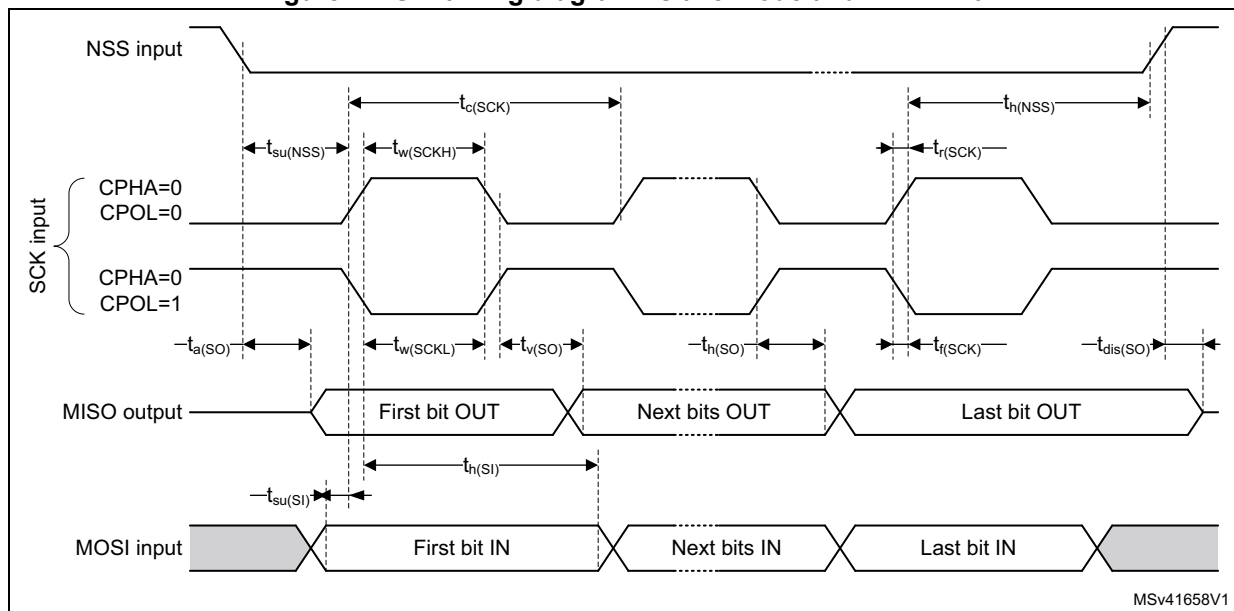 NSS input
tc(SCK)
th(NSS)
tsu(NSS)
tw(SCKH)
tr(SCK)
SCK input
CPHA=0
CPOL=0
CPHA=0
CPOL=1
ta(SO)
tw(SCKL)
tv(SO)
th(SO)
tf(SCK)
tdis(SO)
MISO output
First bit OUT
Next bits OUT
Last bit OUT
th(SI)
tsu(SI)
MOSI input
First bit IN
Next bits IN
Last bit IN
MSv41658V1